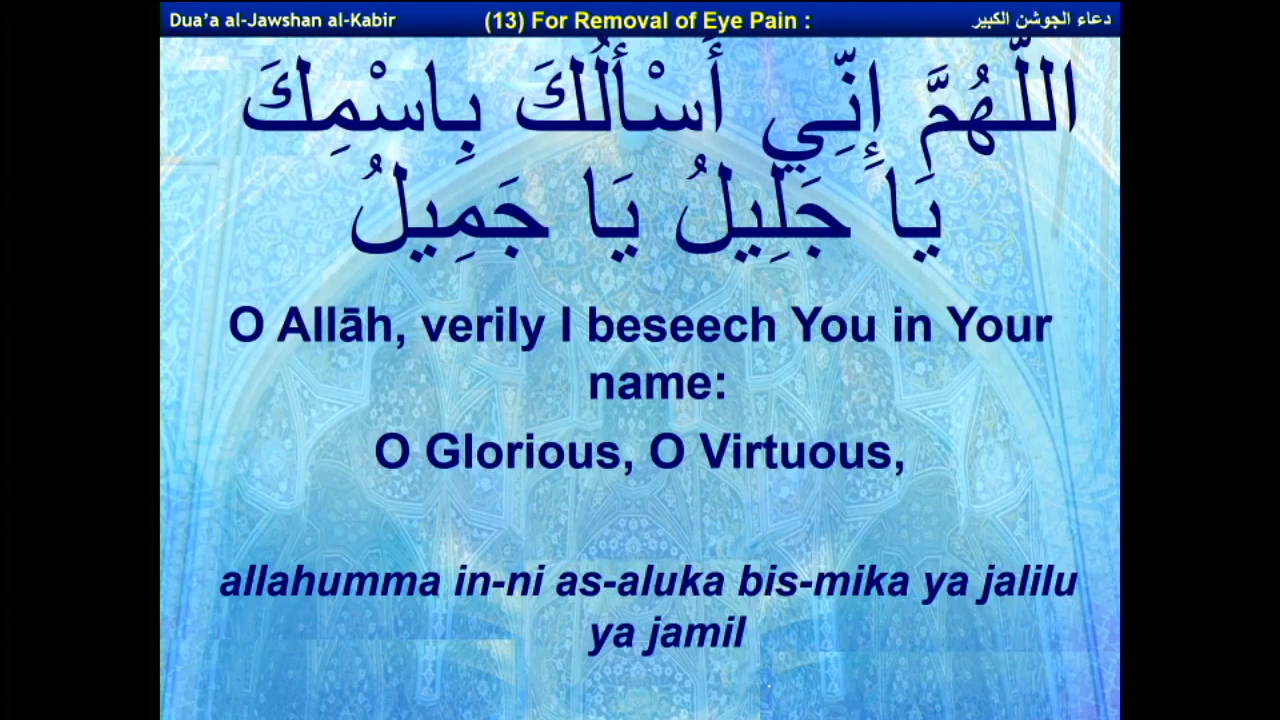 Dua’a al-Jawshan al-Kabir
(13) For Removal of Eye Pain :
دعاء الجوشن الكبير
اللَّهُمَّ إِنِّي أَسْأَلُكَ بِاسْمِكَ
يَا جَلِيلُ يَا جَمِيلُ
O Allāh, verily I beseech You in Your
name:
O Glorious, O Virtuous,
allahumma in-ni as-aluka bis-mika ya jalilu
ya jamil